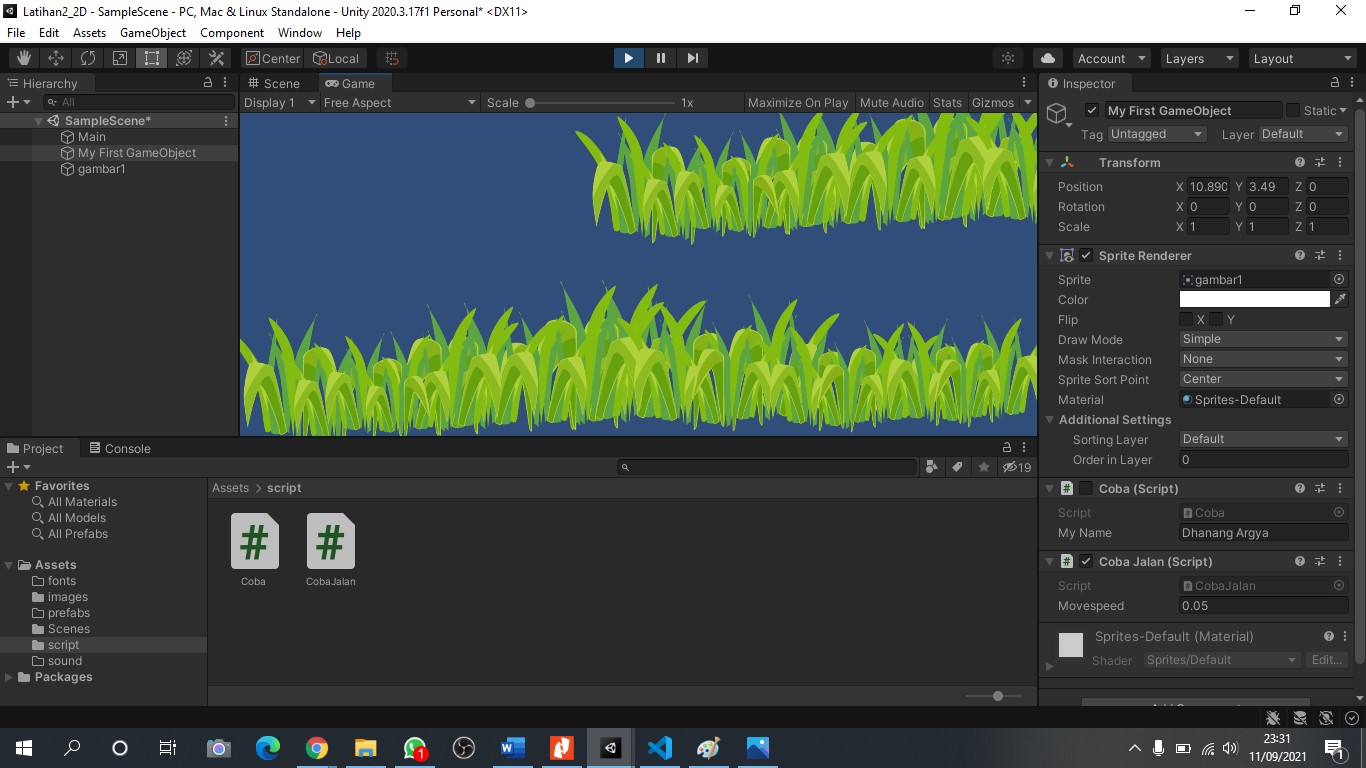 Latihan2_2D - SampleScene - PC, Mac & Linux Standalone - Unity 2020.3.17f1 Personal* <DX11>
File Edit Assets GameObject Component Window Help
Center Local Account Layers Layout
Hierarchy Scene Game Inspector
All Display 1 Free Aspect Scale 1x Maximize On Play Mute Audio Stats Gizmos
My First GameObject Static
SampleScene*
Tag Untagged Layer Default
Main
My First GameObject
gambar1
Transform
Position X 10.890 Y 3.49 Z 0
Rotation X 0 Y 0 Z 0
Scale X 1 Y 1 Z 1
Sprite Renderer
Sprite gambar1
Color
Flip X Y
Draw Mode Simple
Mask Interaction None
Sprite Sort Point Center
Material Sprites-Default
Additional Settings
Sorting Layer Default
Order in Layer 0
Coba (Script)
Script Coba
My Name Dhanang Argya
Coba Jalan (Script)
Script CobaJalan
Movespeed 0.05
Sprites-Default (Material)
Shader Sprites/Default Edit...
Project Console
19
Favorites
All Materials
All Models
All Prefabs
Assets
fonts
images
prefabs
Scenes
script
sound
Packages
Assets > script
Coba CobaJalan
1
23:31
11/09/2021
1